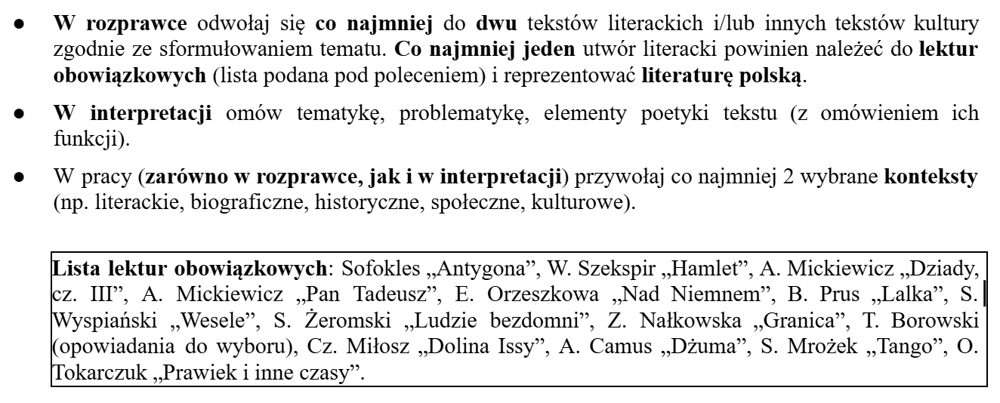 ● W rozprawce odwołaj się co najmniej do dwu tekstów literackich i/lub innych tekstów kultury
zgodnie ze sformułowaniem tematu. Co najmniej jeden utwór literacki powinien należeć do lektur
obowiązkowych (lista podana pod poleceniem) i reprezentować literaturę polską.
● W interpretacji omów tematykę, problematykę, elementy poetyki tekstu (z omówieniem ich
funkcji).
● W pracy (zarówno w rozprawce, jak i w interpretacji) przywołaj co najmniej 2 wybrane konteksty
(np. literackie, biograficzne, historyczne, społeczne, kulturowe).
Lista lektur obowiązkowych: Sofokles „Antygona”, W. Szekspir „Hamlet”, A. Mickiewicz „Dziady,
cz. III”, A. Mickiewicz „Pan Tadeusz”, E. Orzeszkowa „Nad Niemnem”, B. Prus „Lalka”, S.
Wyspiański „Wesele”, S. Żeromski „Ludzie bezdomni”, Z. Nałkowska „Granica”, T. Borowski
(opowiadania do wyboru), Cz. Miłosz „Dolina Issy”, A. Camus „Dżuma”, S. Mrożek „Tango”, O.
Tokarczuk „Prawiek i inne czasy”.